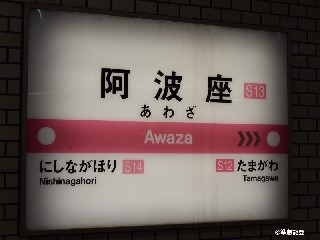 阿波座 S13
あわざ
Awaza
にしながほり S14
Nishinagahori
S12 たまがわ
Tamagawa